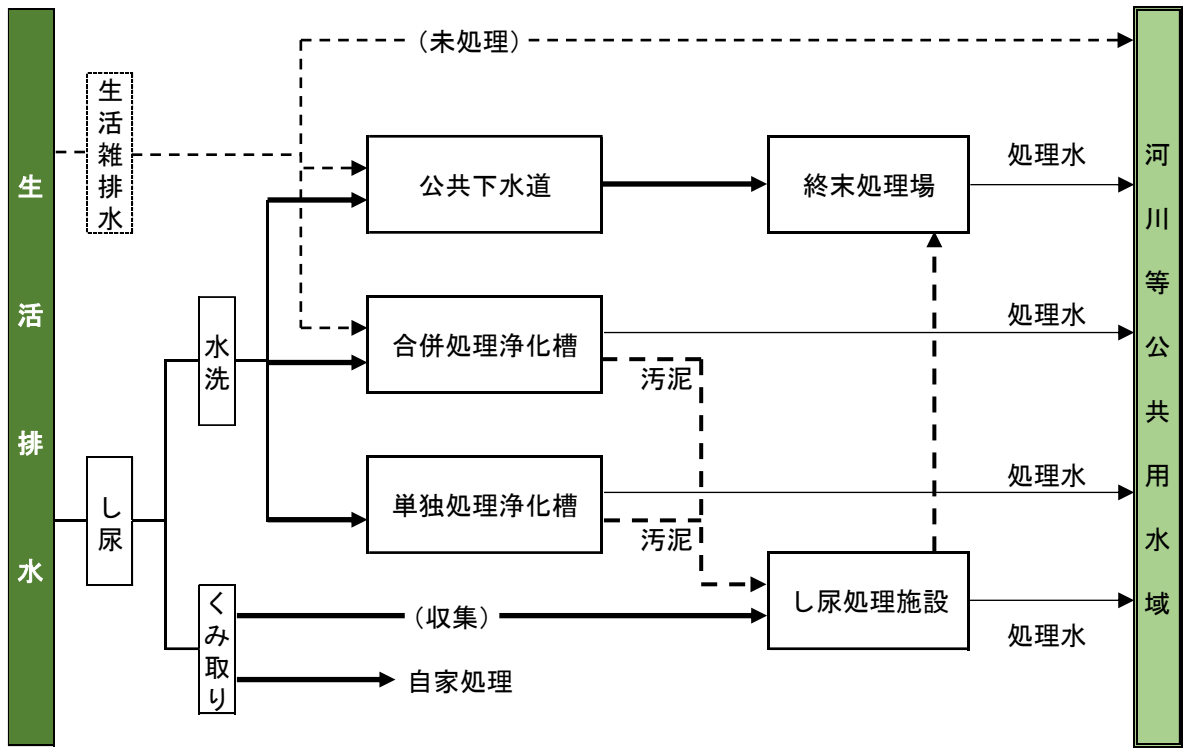 生活排水
生活雑排水
し尿
水洗
くみ取り
（未処理）
公共下水道
終末処理場
処理水
合併処理浄化槽
処理水
汚泥
単独処理浄化槽
処理水
汚泥
し尿処理施設
処理水
（収集）
自家処理
河川等公共用水域